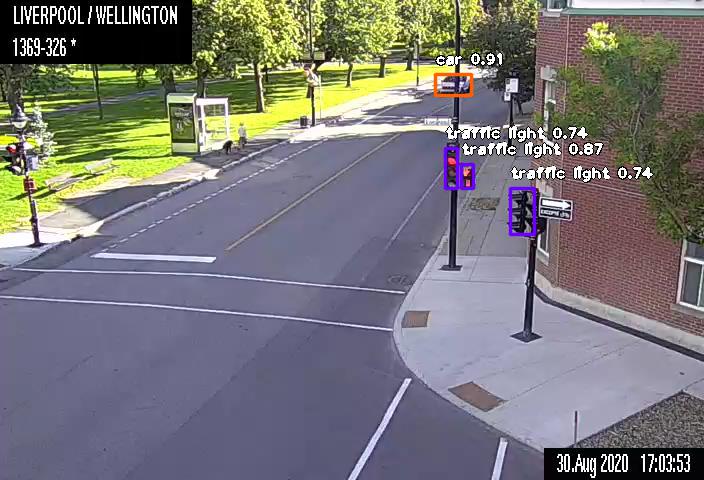 LIVERPOOL / WELLINGTON
1369-326 *
car 0.91
traffic light 0.74
traffic light 0.87
traffic light 0.74
30.Aug 2020 17:03:53